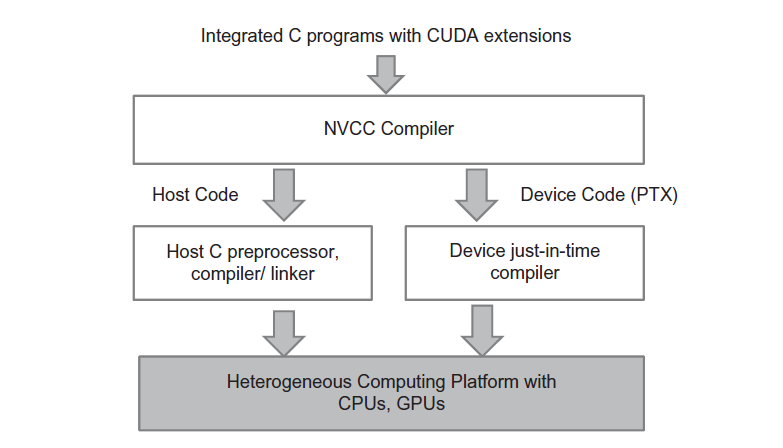 Integrated C programs with CUDA extensions
NVCC Compiler
Host Code
Device Code (PTX)
Host C preprocessor,
compiler/ linker
Device just-in-time
compiler
Heterogeneous Computing Platform with
CPUs, GPUs